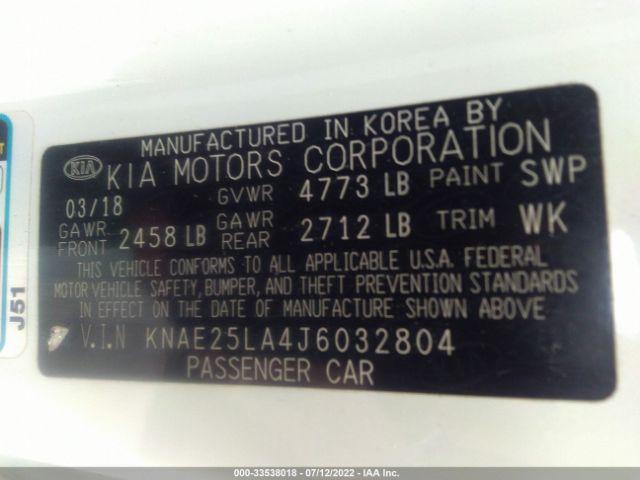 MANUFACTURED IN KOREA BY
KIA KIA MOTORS CORPORATION
03/18 GVWR 4773 LB PAINT SWP
GAWR FRONT 2458 LB GAWR REAR 2712 LB TRIM WK
THIS VEHICLE CONFORMS TO ALL APPLICABLE U.S.A. FEDERAL
MOTOR VEHICLE SAFETY, BUMPER, AND THEFT PREVENTION STANDARDS
IN EFFECT ON THE DATE OF MANUFACTURE SHOWN ABOVE
V.I.N KNAE25LA4J6032804
PASSENGER CAR
J51
000-33538018 - 07/12/2022 - IAA Inc.